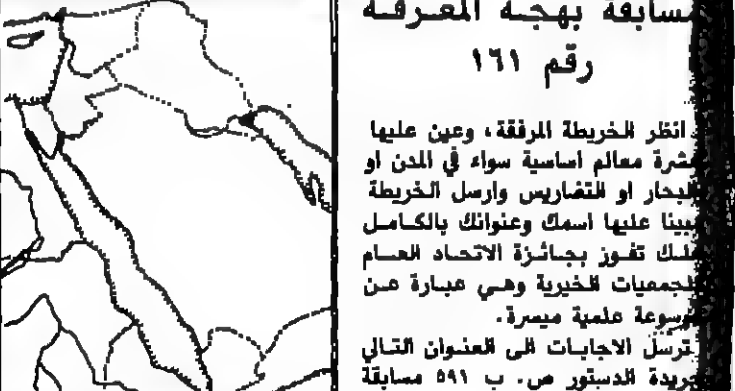 مسابقة بهجة المعرفة
رقم ١٦١
انظر الخريطة المرفقة، وعين عليها
عشرة معالم اساسية سواء في المدن او
البحار او التضاريس وارسل الخريطة
مبينا عليها اسمك وعنوانك بالكامل
علك تفوز بجائزة الاتحاد العام
للجمعيات الخيرية وهي عبارة عن
موسوعة علمية ميسرة.
ترسل الاجابات الى العنوان التالي
جريدة الدستور ص. ب ٥٩١ مسابقة